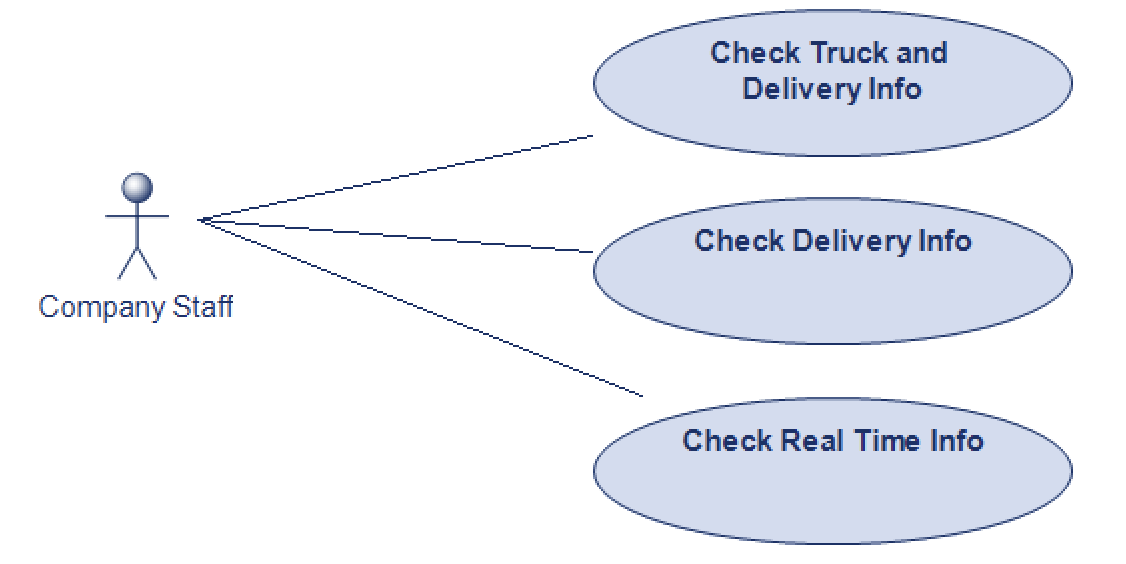 Check Truck and
Delivery Info
Check Delivery Info
Company Staff
Check Real Time Info